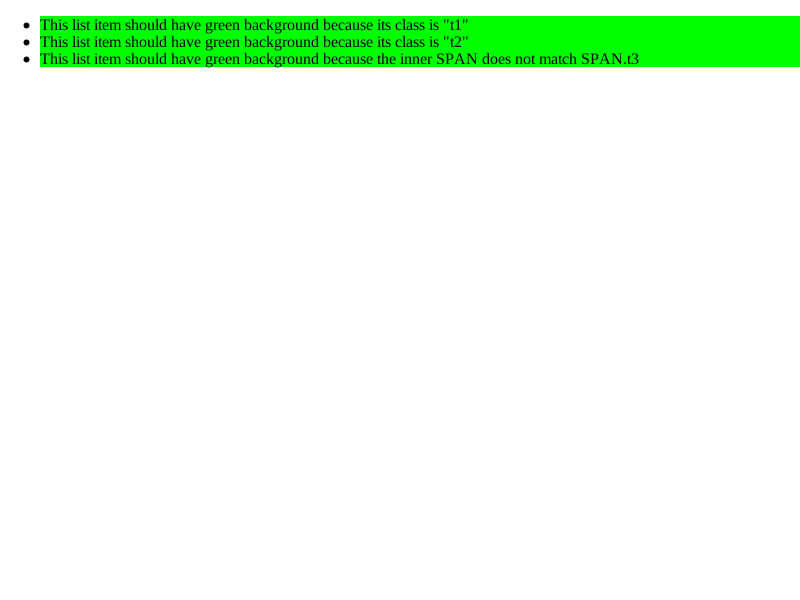 This list item should have green background because its class is "t1"
This list item should have green background because its class is "t2"
This list item should have green background because the inner SPAN does not match SPAN.t3